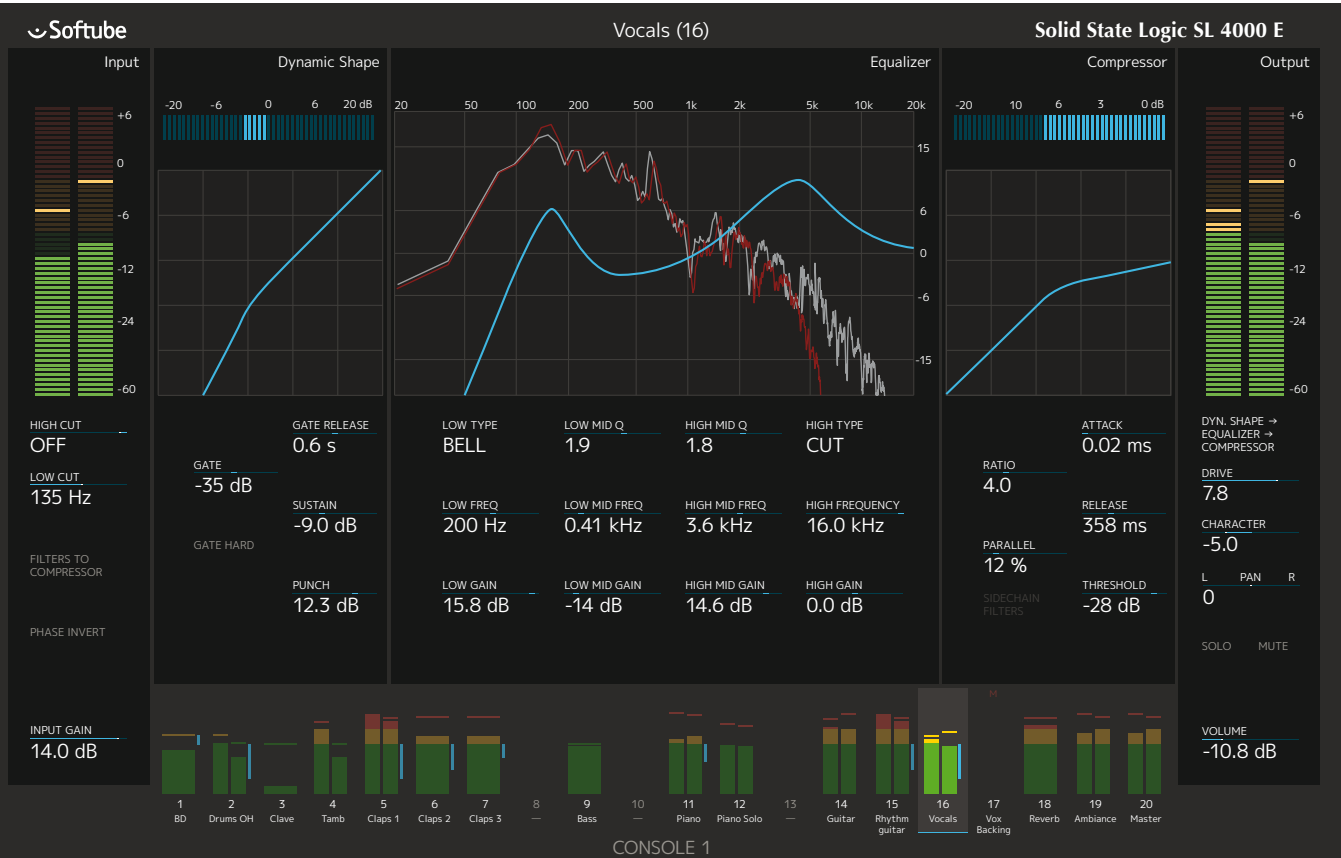 Softube
Vocals (16)
Solid State Logic SL 4000 E
Input
+6
0
-6
-12
-24
-60
HIGH CUT
OFF
LOW CUT
135 Hz
FILTERS TO
COMPRESSOR
PHASE INVERT
INPUT GAIN
14.0 dB
Dynamic Shape
-20 -6 0 6 20 dB
GATE RELEASE
0.6 s
GATE
-35 dB
SUSTAIN
-9.0 dB
GATE HARD
PUNCH
12.3 dB
Equalizer
20 50 100 200 500 1k 2k 5k 10k 20k
15
6
0
-6
-15
LOW TYPE LOW MID Q HIGH MID Q HIGH TYPE
BELL 1.9 1.8 CUT
LOW FREQ LOW MID FREQ HIGH MID FREQ HIGH FREQUENCY
200 Hz 0.41 kHz 3.6 kHz 16.0 kHz
LOW GAIN LOW MID GAIN HIGH MID GAIN HIGH GAIN
15.8 dB -14 dB 14.6 dB 0.0 dB
Compressor
-20 10 6 3 0 dB
ATTACK
0.02 ms
RATIO
4.0
RELEASE
358 ms
PARALLEL
12 %
SIDECHAIN
FILTERS
THRESHOLD
-28 dB
Output
+6
0
-6
-12
-24
-60
DYN. SHAPE →
EQUALIZER →
COMPRESSOR
DRIVE
7.8
CHARACTER
-5.0
L PAN R
0
SOLO MUTE
VOLUME
-10.8 dB
M
1 2 3 4 5 6 7 8 9 10 11 12 13 14 15 16 17 18 19 20
BD Drums OH Clave Tamb Claps 1 Claps 2 Claps 3 — Bass — Piano Piano Solo — Guitar Rhythm guitar Vocals Vox Backing Reverb Ambiance Master
CONSOLE 1